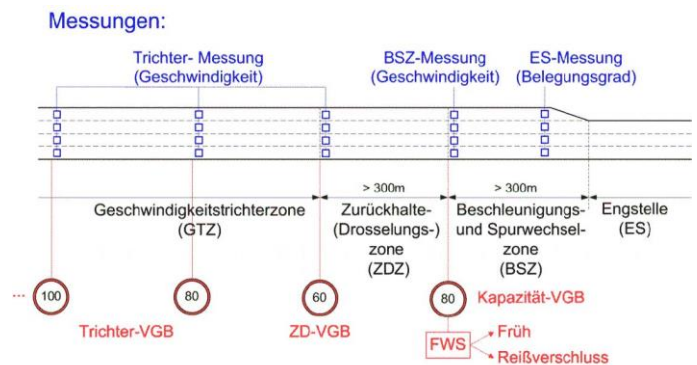 Messungen:
Trichter- Messung
(Geschwindigkeit)
BSZ-Messung
(Geschwindigkeit)
ES-Messung
(Belegungsgrad)
> 300m
> 300m
Geschwindigkeitstrichterzone
(GTZ)
Zurückhalte-
(Drosselungs-)
zone
(ZDZ)
Beschleunigungs-
und Spurwechsel-
zone
(BSZ)
Engstelle
(ES)
...
100
80
60
80
Trichter-VGB
ZD-VGB
Kapazität-VGB
FWS
Früh
Reißverschluss